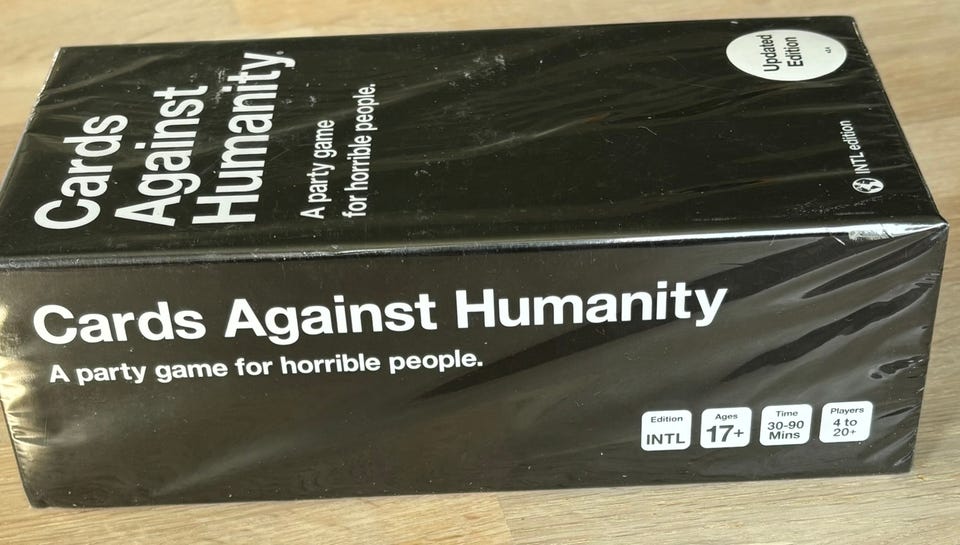 Cards
Against
Humanity
A party game
for horrible people.
Updated
Edition
INTL edition
Cards Against Humanity
A party game for horrible people.
Edition
INTL
Ages
17+
Time
30-90
Mins
Players
4 to
20+